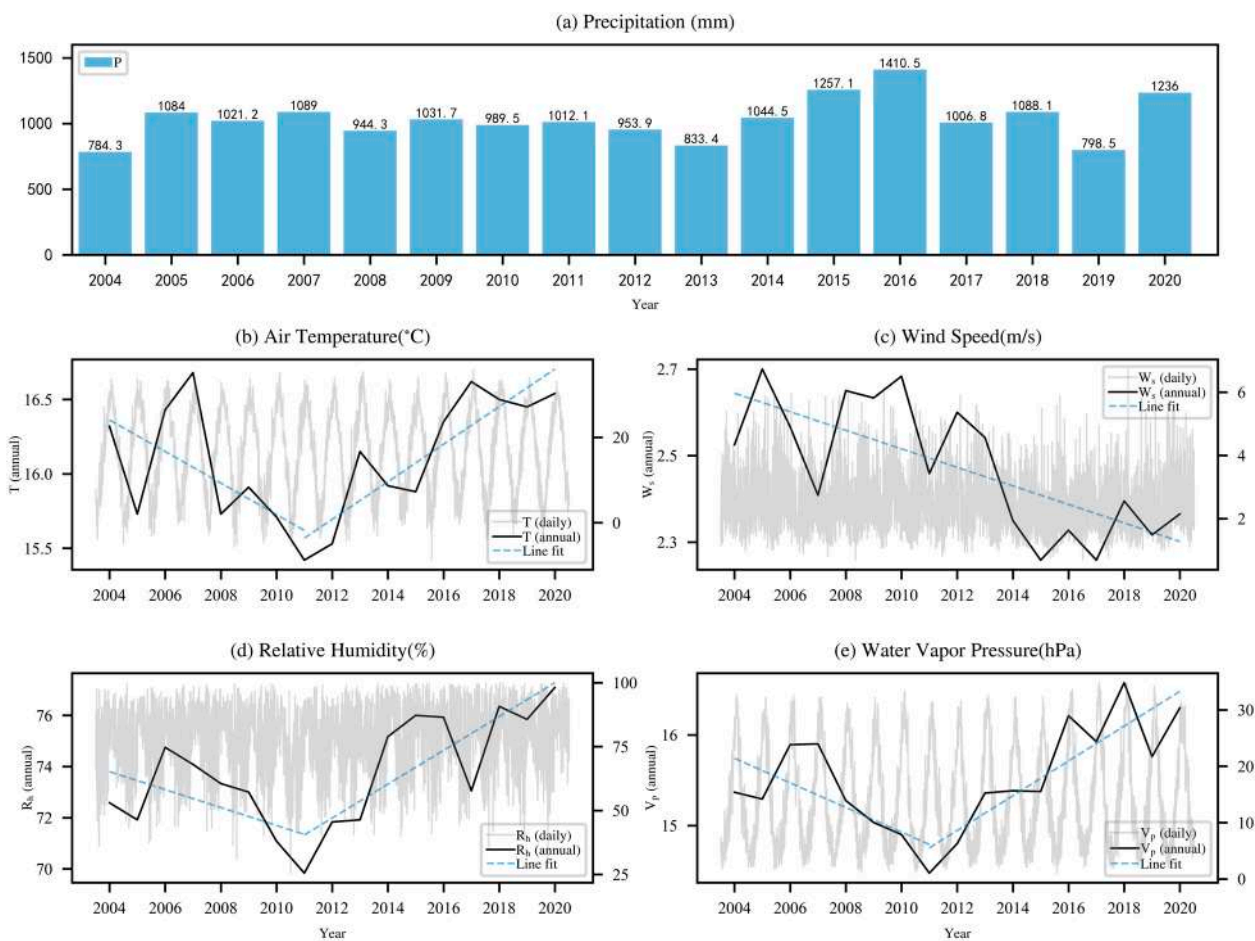 (a) Precipitation (mm)
1500
1000
500
0
P
784.3
1084
1021.2
1089
944.3
1031.7
989.5
1012.1
953.9
833.4
1044.5
1257.1
1410.5
1006.8
1088.1
798.5
1236
2004 2005 2006 2007 2008 2009 2010 2011 2012 2013 2014 2015 2016 2017 2018 2019 2020
Year
(b) Air Temperature(°C)
T (annual)
16.5
16.0
15.5
20
0
T (daily)
T (annual)
Line fit
2004 2006 2008 2010 2012 2014 2016 2018 2020
(c) Wind Speed(m/s)
Ws (annual)
2.7
2.5
2.3
6
4
2
Ws (daily)
Ws (annual)
Line fit
2004 2006 2008 2010 2012 2014 2016 2018 2020
(d) Relative Humidity(%)
Rh (annual)
76
74
72
70
100
75
50
25
Rh (daily)
Rh (annual)
Line fit
2004 2006 2008 2010 2012 2014 2016 2018 2020
Year
(e) Water Vapor Pressure(hPa)
Vp (annual)
16
15
30
20
10
0
Vp (daily)
Vp (annual)
Line fit
2004 2006 2008 2010 2012 2014 2016 2018 2020
Year